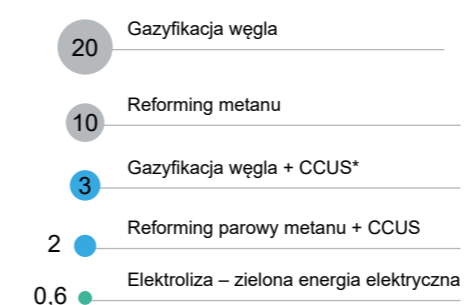 Gazyfikacja węgla
20
Reforming metanu
10
Gazyfikacja węgla + CCUS*
3
Reforming parowy metanu + CCUS
2
Elektroliza – zielona energia elektryczna
0.6